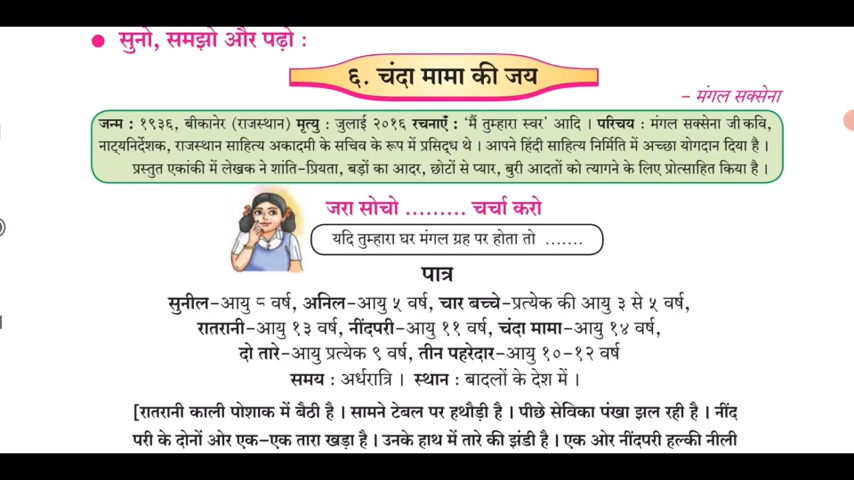 ● सुनो, समझो और पढ़ो :
६. चंदा मामा की जय
– मंगल सक्सेना
जन्म : १९३६, बीकानेर (राजस्थान) मृत्यु : जुलाई २०१६ रचनाएँ : ‘मैं तुम्हारा स्वर’ आदि । परिचय : मंगल सक्सेना जी कवि,
नाट्यनिर्देशक, राजस्थान साहित्य अकादमी के सचिव के रूप में प्रसिद्ध थे । आपने हिंदी साहित्य निर्मिति में अच्छा योगदान दिया है ।
प्रस्तुत एकांकी में लेखक ने शांति-प्रियता, बड़ों का आदर, छोटों से प्यार, बुरी आदतों को त्यागने के लिए प्रोत्साहित किया है ।
जरा सोचो ......... चर्चा करो
यदि तुम्हारा घर मंगल ग्रह पर होता तो .......
पात्र
सुनील-आयु ८ वर्ष, अनिल-आयु ५ वर्ष, चार बच्चे-प्रत्येक की आयु ३ से ५ वर्ष,
रातरानी-आयु १३ वर्ष, नींदपरी-आयु ११ वर्ष, चंदा मामा-आयु १४ वर्ष,
दो तारे-आयु प्रत्येक ९ वर्ष, तीन पहरेदार-आयु १०-१२ वर्ष
समय : अर्धरात्रि । स्थान : बादलों के देश में ।
[रातरानी काली पोशाक में बैठी है । सामने टेबल पर हथौड़ी है । पीछे सेविका पंखा झल रही है । नींद
परी के दोनों ओर एक-एक तारा खड़ा है । उनके हाथ में तारे की झंडी है । एक ओर नींदपरी हल्की नीली